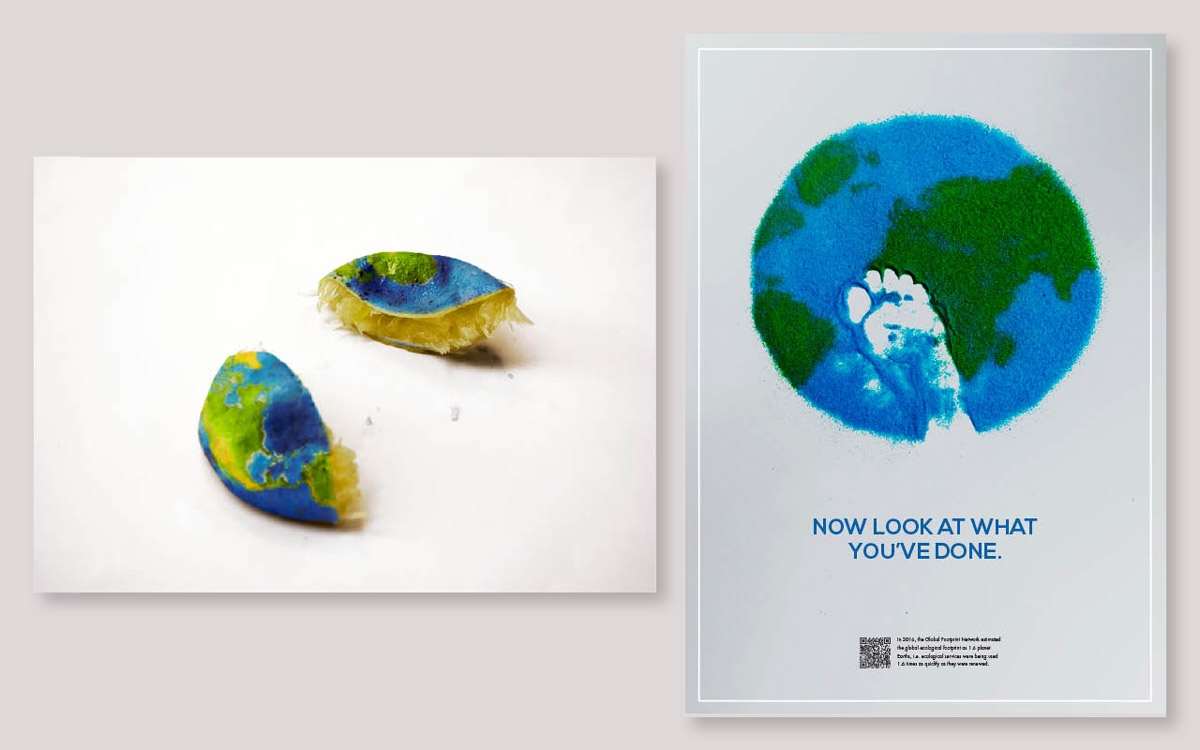 NOW LOOK AT WHAT
YOU'VE DONE.
In 2016, the Global Footprint Network estimated
the global ecological footprint as 1.6 planet
Earths, i.e. ecological services were being used
1.6 times as quickly as they were renewed.